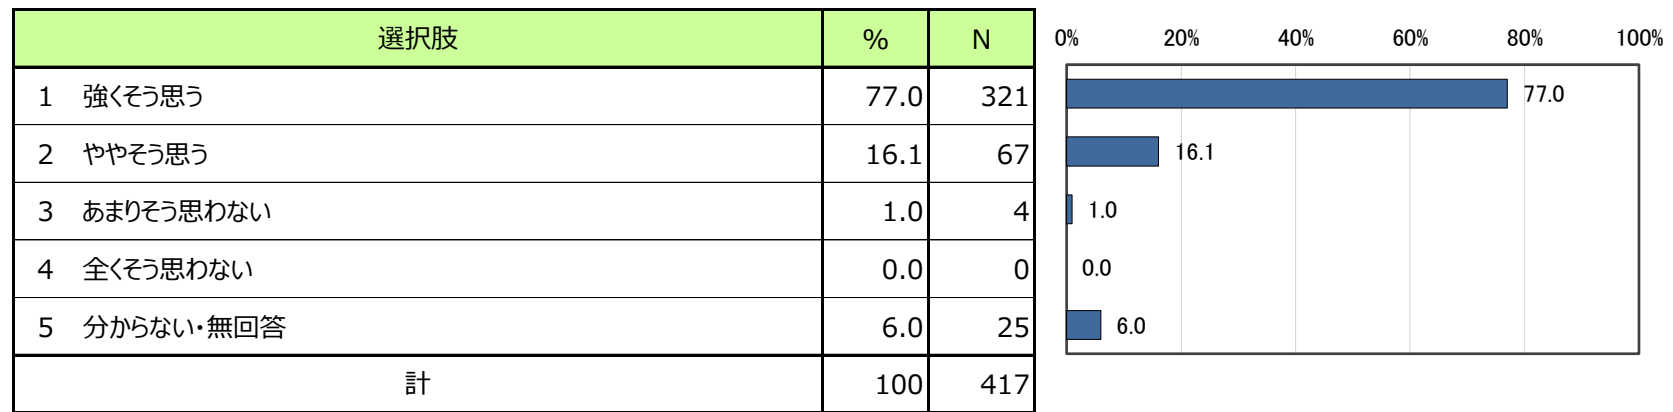 選択肢 % N
1 強くそう思う 77.0 321
2 ややそう思う 16.1 67
3 あまりそう思わない 1.0 4
4 全くそう思わない 0.0 0
5 分からない・無回答 6.0 25
計 100 417
0% 20% 40% 60% 80% 100%
77.0
16.1
1.0
0.0
6.0